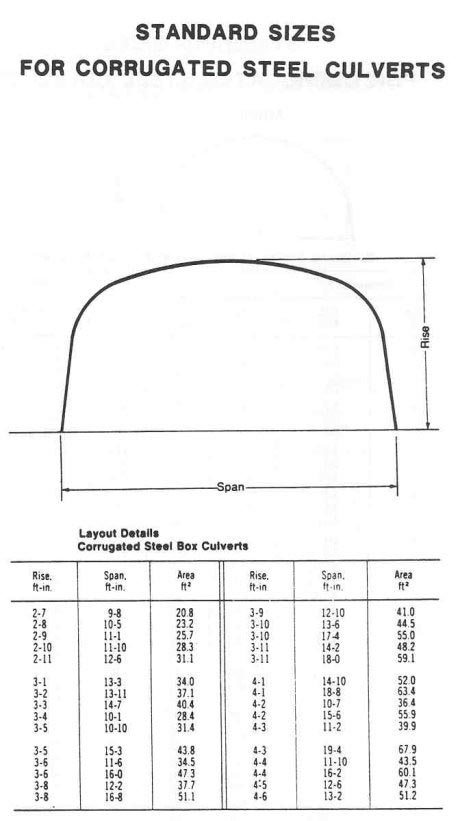 STANDARD SIZES
FOR CORRUGATED STEEL CULVERTS
Rise
Span
Layout Details
Corrugated Steel Box Culverts
Rise, Span, Area Rise, Span, Area
ft-in. ft-in. ft² ft-in ft-in. ft²
2-7 9-8 20.8 3-9 12-10 41.0
2-8 10-5 23.2 3-10 13-6 44.5
2-9 11-1 25.7 3-10 17-4 55.0
2-10 11-10 28.3 3-11 14-2 48.2
2-11 12-6 31.1 3-11 18-0 59.1
3-1 13-3 34.0 4-1 14-10 52.0
3-2 13-11 37.1 4-1 18-8 63.4
3-3 14-7 40.4 4-2 10-7 36.4
3-4 10-1 28.4 4-2 15-6 55.9
3-5 10-10 31.4 4-3 11-2 39.9
3-5 15-3 43.8 4-3 19-4 67.9
3-6 11-6 34.5 4-4 11-10 43.5
3-6 16-0 47.3 4-4 16-2 60.1
3-8 12-2 37.7 4-5 12-6 47.3
3-8 16-8 51.1 4-6 13-2 51.2